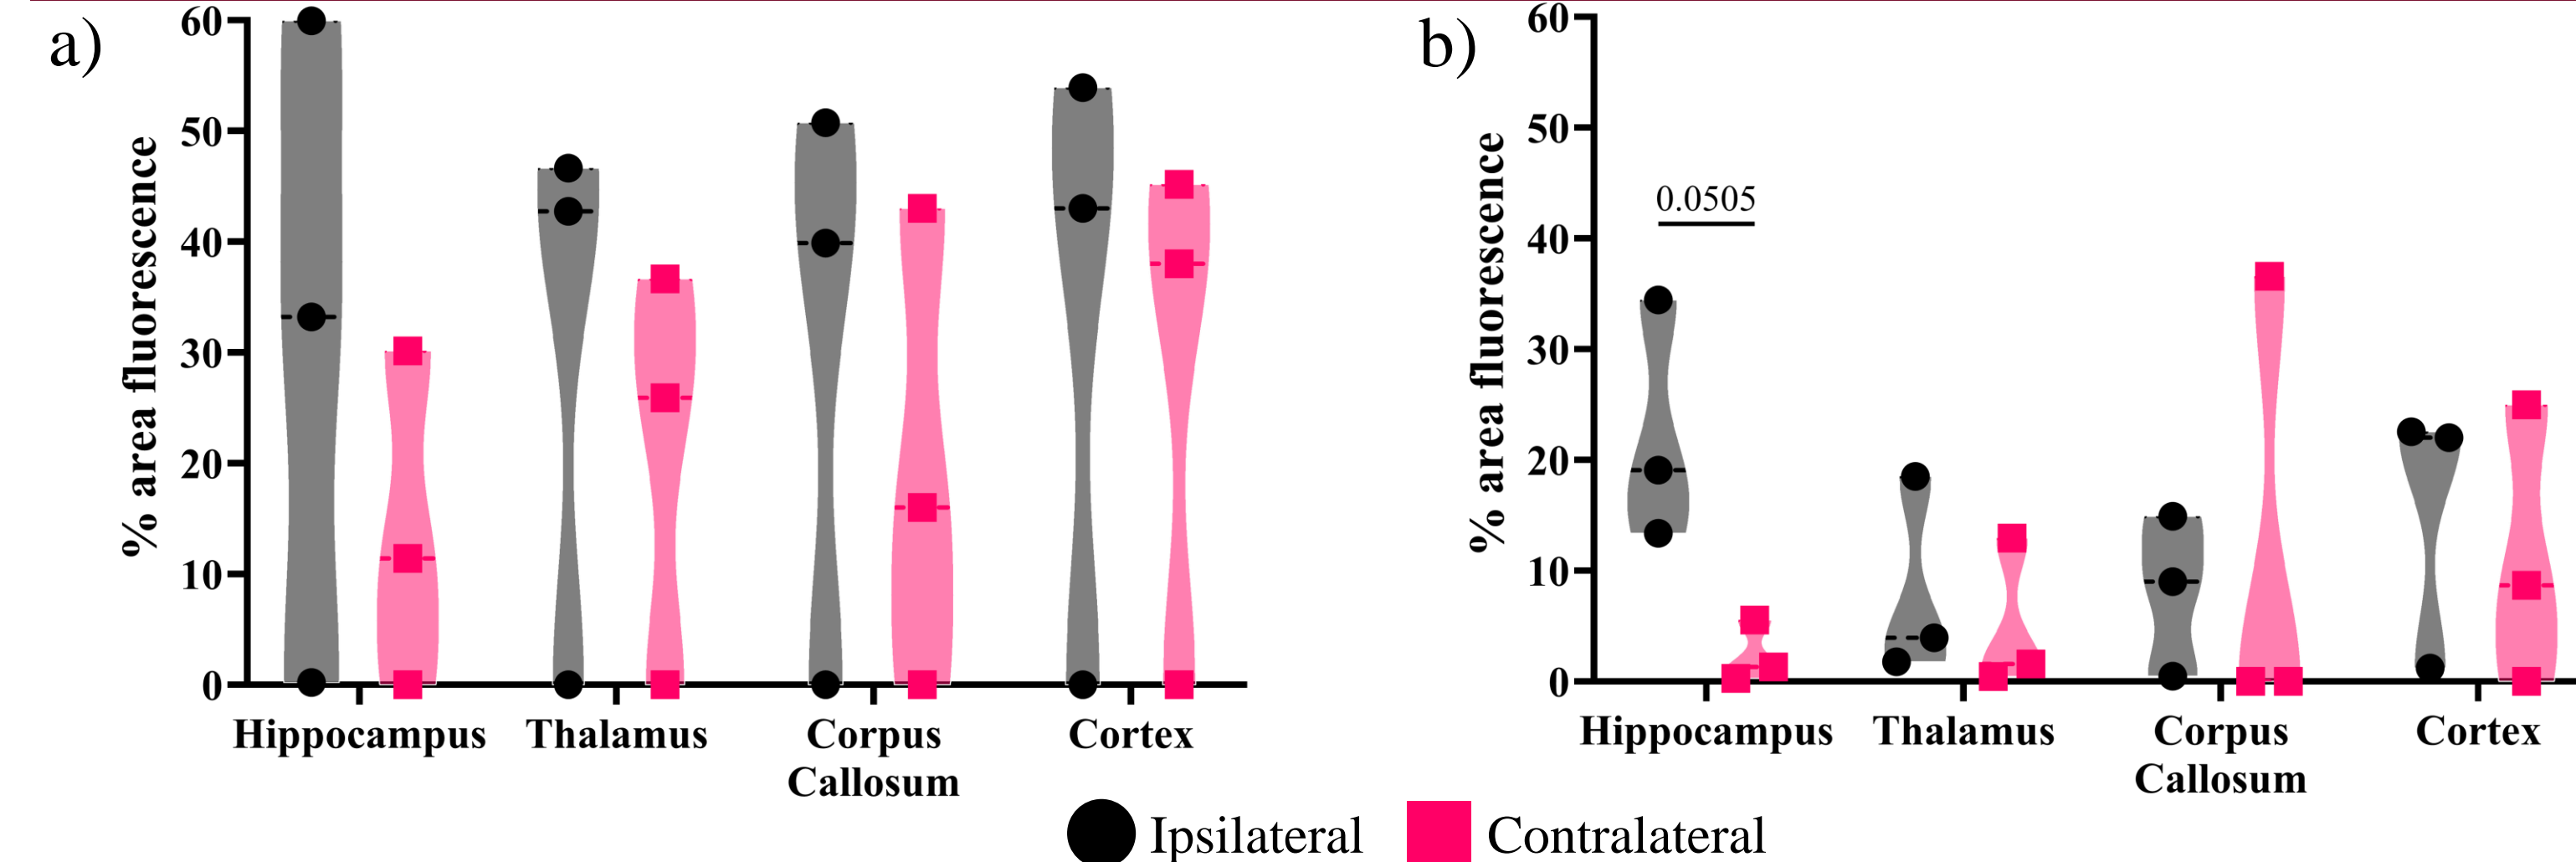 a)
% area fluorescence
60
50
40
30
20
10
0
Hippocampus Thalamus Corpus Callosum Cortex
b)
% area fluorescence
60
50
40
30
20
10
0
0.0505
Hippocampus Thalamus Corpus Callosum Cortex
Ipsilateral Contralateral